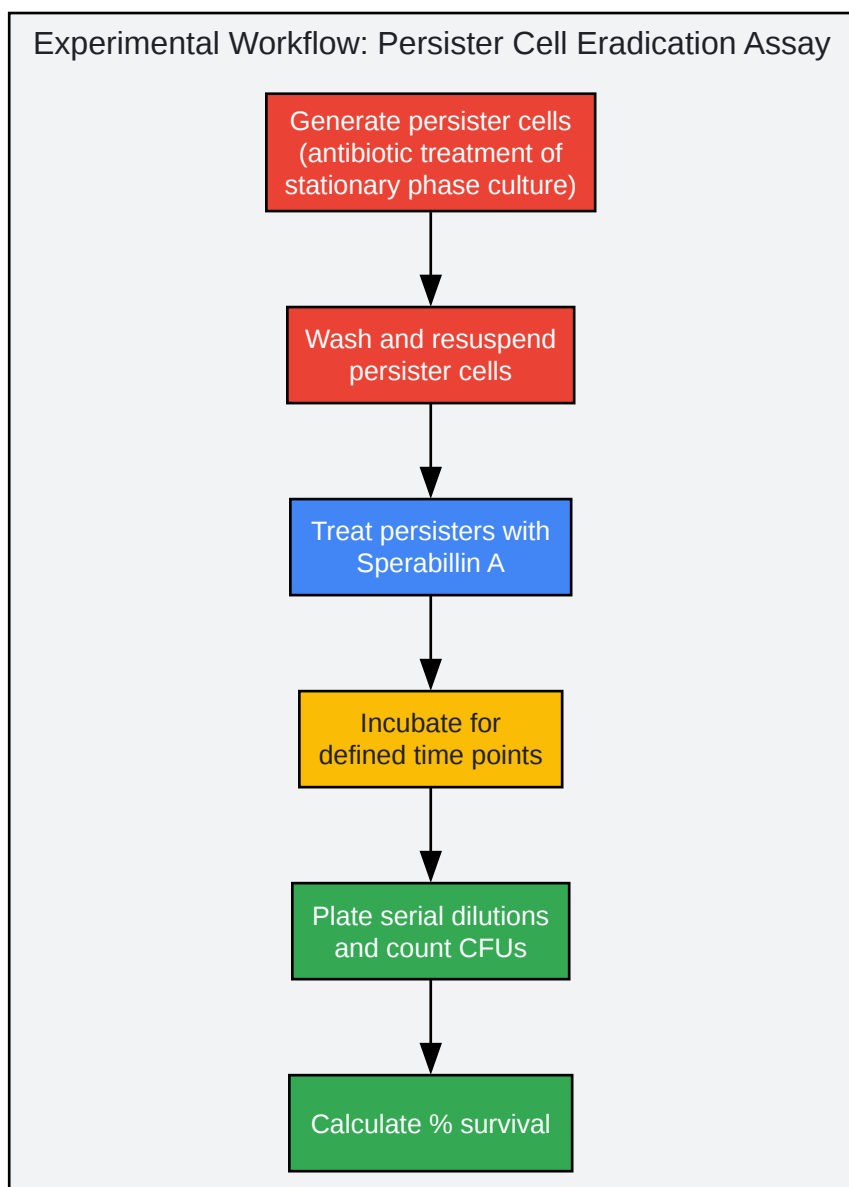 Experimental Workflow: Persister Cell Eradication Assay
Generate persister cells
(antibiotic treatment of
stationary phase culture)
Wash and resuspend
persister cells
Treat persisters with
Sperabillin A
Incubate for
defined time points
Plate serial dilutions
and count CFUs
Calculate % survival